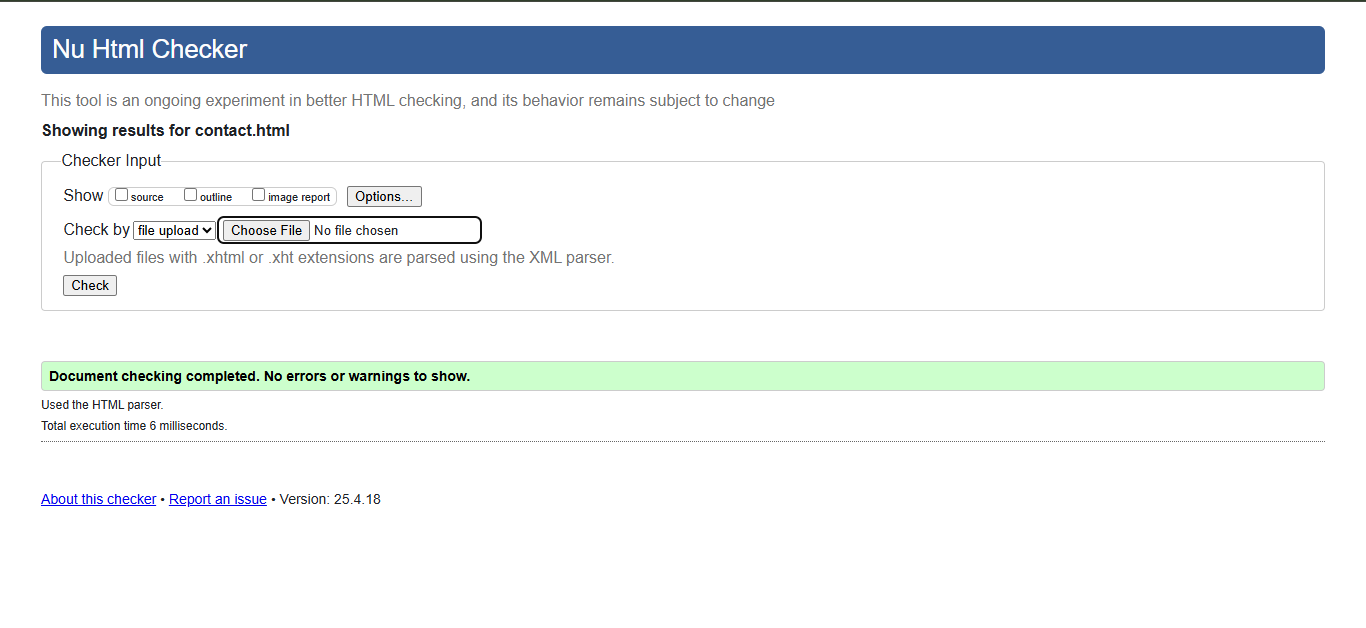 Nu Html Checker
This tool is an ongoing experiment in better HTML checking, and its behavior remains subject to change
Showing results for contact.html
Checker Input
Show source outline image report Options...
Check by file upload Choose File No file chosen
Uploaded files with .xhtml or .xht extensions are parsed using the XML parser.
Check
Document checking completed. No errors or warnings to show.
Used the HTML parser.
Total execution time 6 milliseconds.
About this checker • Report an issue • Version: 25.4.18